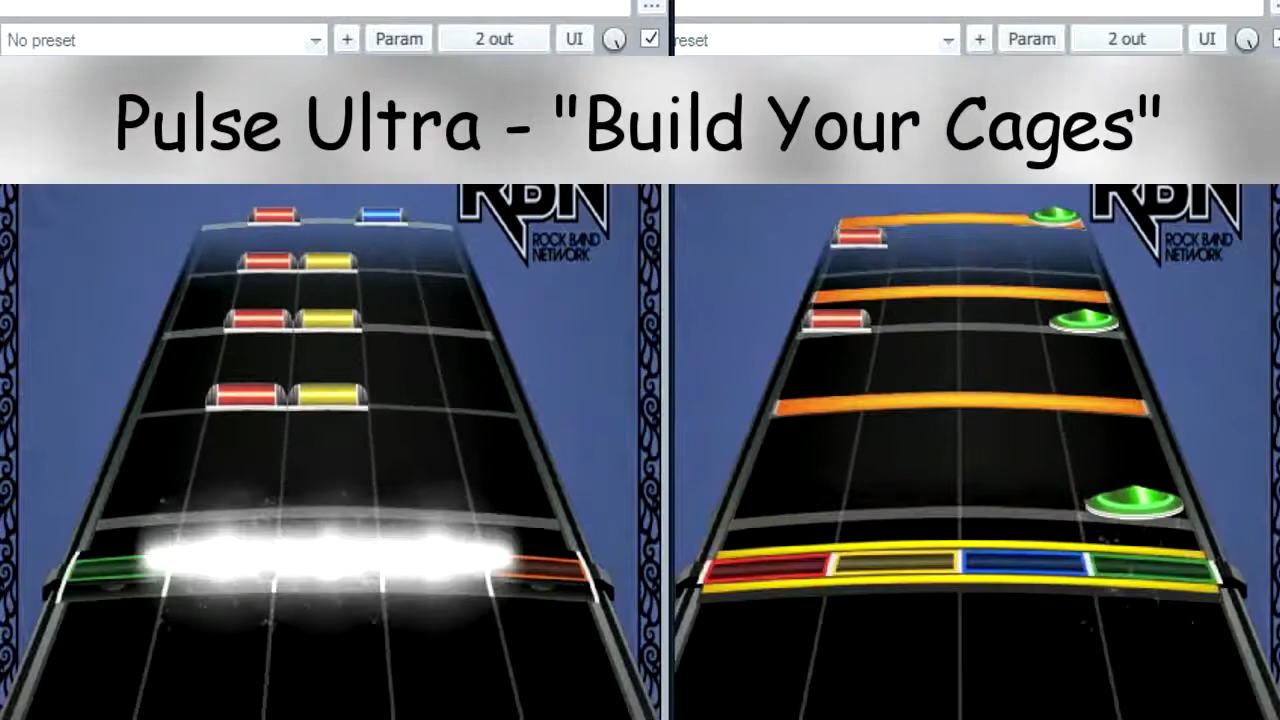 No preset + Param 2 out UI reset + Param 2 out UI
Pulse Ultra - "Build Your Cages"
RBN RBN
ROCK BAND ROCK BAND
NETWORK NETWORK